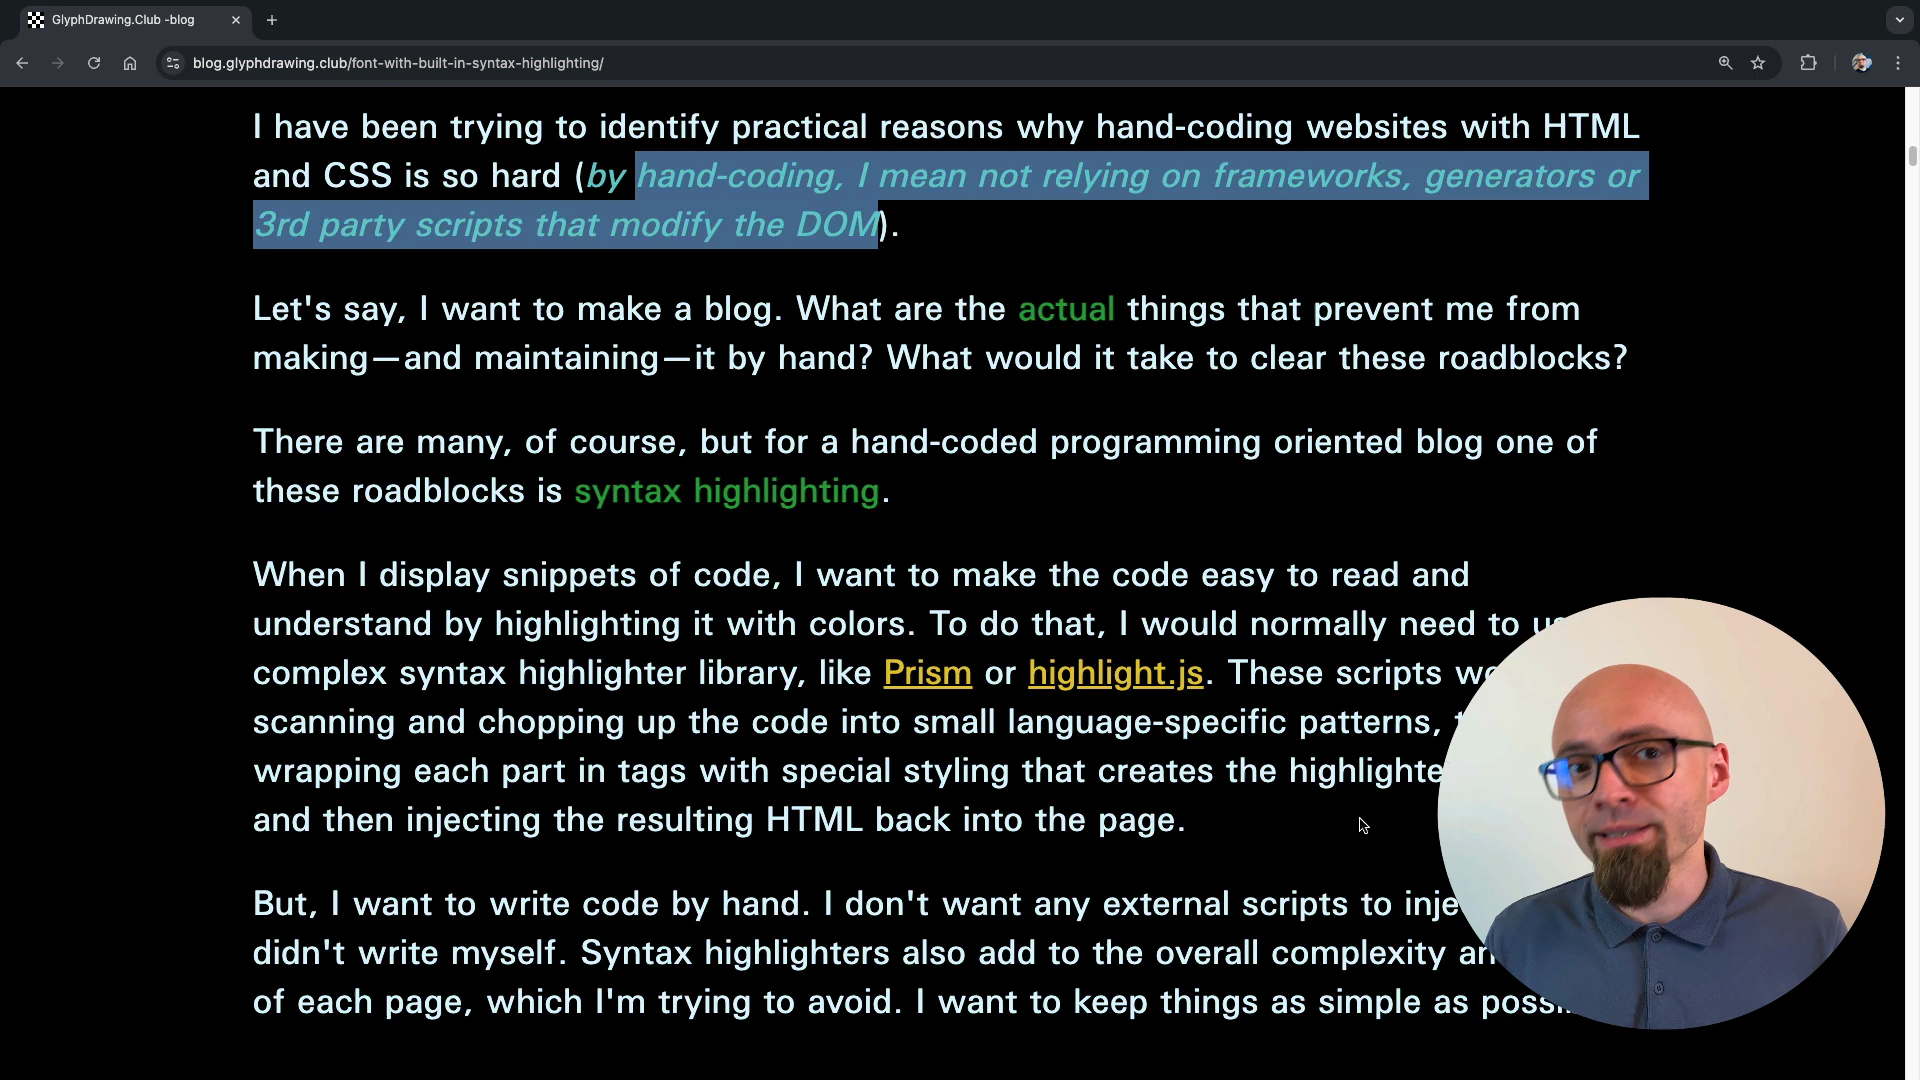 GlyphDrawing.Club -blog
blog.glyphdrawing.club/font-with-built-in-syntax-highlighting/
I have been trying to identify practical reasons why hand-coding websites with HTML
and CSS is so hard (by hand-coding, I mean not relying on frameworks, generators or
3rd party scripts that modify the DOM).
Let's say, I want to make a blog. What are the actual things that prevent me from
making—and maintaining—it by hand? What would it take to clear these roadblocks?
There are many, of course, but for a hand-coded programming oriented blog one of
these roadblocks is syntax highlighting.
When I display snippets of code, I want to make the code easy to read and
understand by highlighting it with colors. To do that, I would normally need to
complex syntax highlighter library, like Prism or highlight.js. These scripts
scanning and chopping up the code into small language-specific patterns,
wrapping each part in tags with special styling that creates the
and then injecting the resulting HTML back into the page.
But, I want to write code by hand. I don't want any external scripts to
didn't write myself. Syntax highlighters also add to the overall complexity
of each page, which I'm trying to avoid. I want to keep things as simple as